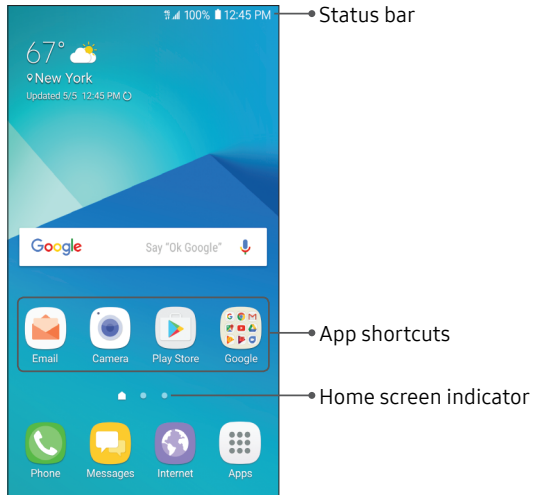 100% 12:45 PM
Status bar
67°
New York
Updated 5/5 12:45 PM
Google Say "Ok Google"
Email Camera Play Store Google
App shortcuts
Home screen indicator
Phone Messages Internet Apps